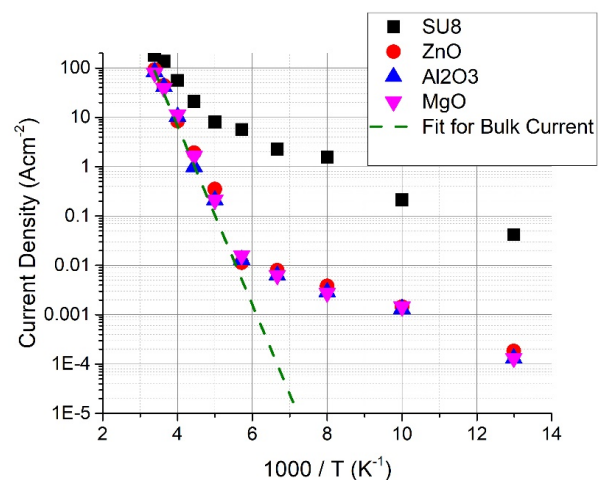 SU8
ZnO
Al2O3
MgO
Fit for Bulk Current
100
10
1
0.1
0.01
0.001
1E-4
1E-5
Current Density (Acm⁻²)
2 4 6 8 10 12 14
1000 / T (K⁻¹)